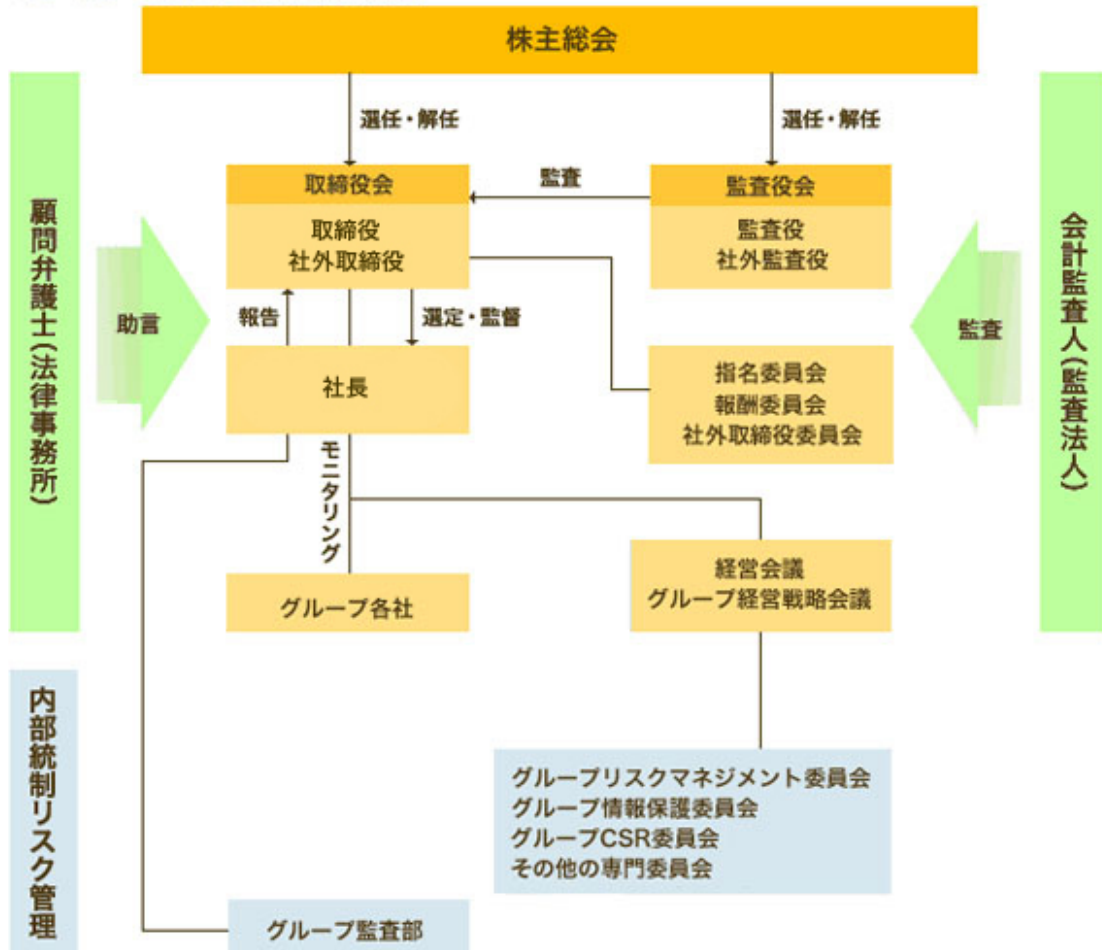 株主総会
選任・解任
選任・解任
取締役会
監査
監査役会
取締役
社外取締役
監査役
社外監査役
顧問弁護士(法律事務所)
助言
会計監査人(監査法人)
監査
報告
選定・監督
社長
指名委員会
報酬委員会
社外取締役委員会
モニタリング
グループ各社
経営会議
グループ経営戦略会議
内部統制リスク管理
グループリスクマネジメント委員会
グループ情報保護委員会
グループCSR委員会
その他の専門委員会
グループ監査部